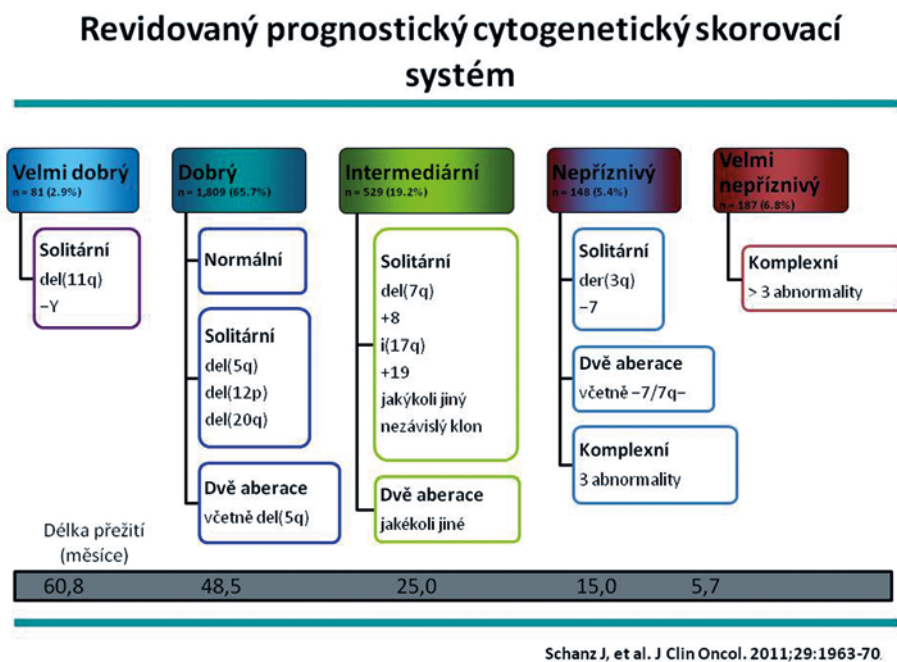 Revidovaný prognostický cytogenetický skorovací
systém
Velmi dobrý
n = 81 (2.9%)
Solitární
del(11q)
–Y
Dobrý
n = 1,809 (65.7%)
Normální
Solitární
del(5q)
del(12p)
del(20q)
Dvě aberace
včetně del(5q)
Intermediární
n = 529 (19.2%)
Solitární
del(7q)
+8
i(17q)
+19
jakýkoli jiný
nezávislý klon
Dvě aberace
jakékoli jiné
Nepříznivý
n = 148 (5.4%)
Solitární
der(3q)
–7
Dvě aberace
včetně –7/7q–
Komplexní
3 abnormality
Velmi
nepříznivý
n = 187 (6.8%)
Komplexní
> 3 abnormality
Délka přežití
(měsíce)
60,8 48,5 25,0 15,0 5,7
Schanz J, et al. J Clin Oncol. 2011;29:1963-70.